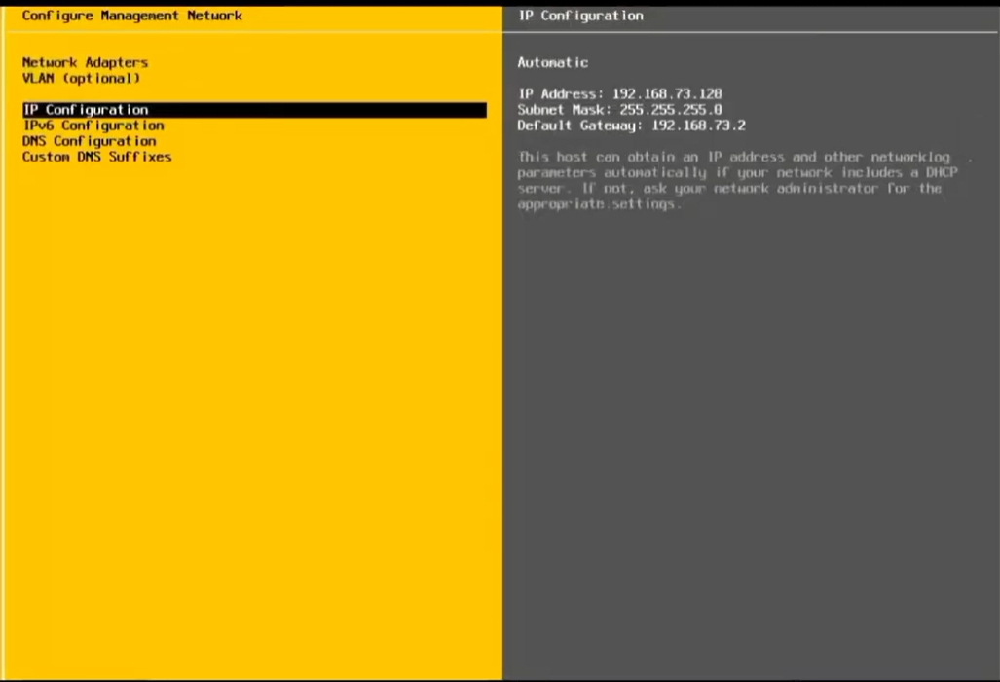 Configure Management Network
Network Adapters
VLAN (optional)
IP Configuration
IPv6 Configuration
DNS Configuration
Custom DNS Suffixes
IP Configuration
Automatic
IP Address: 192.168.73.128
Subnet Mask: 255.255.255.0
Default Gateway: 192.168.73.2
This host can obtain an IP address and other networking
parameters automatically if your network includes a DHCP
server. If not, ask your network administrator for the
appropriate settings.